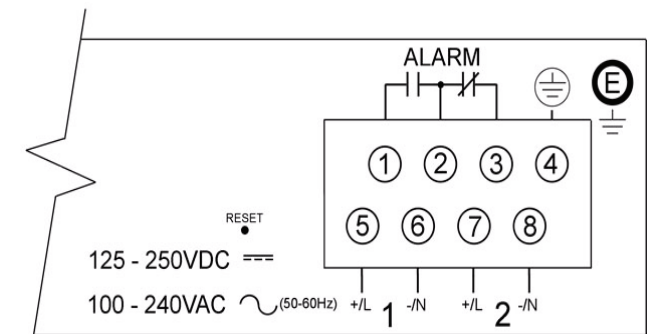 ALARM
E
1 2 3 4
RESET
5 6 7 8
125 - 250VDC
100 - 240VAC (50-60Hz) +/L 1 -/N +/L 2 -/N